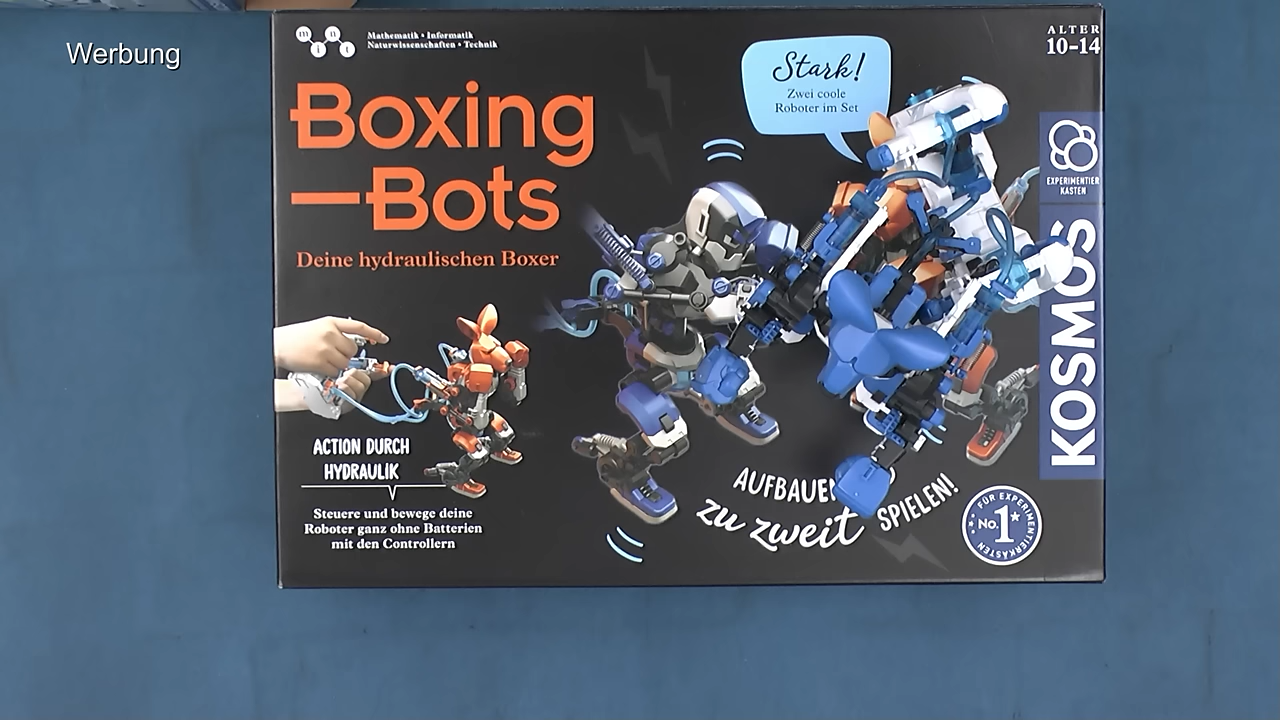 Werbung
m i n t
Mathematik • Informatik
Naturwissenschaften • Technik
Boxing
Bots
Deine hydraulischen Boxer
Stark!
Zwei coole
Roboter im Set
ALTER
10-14
EXPERIMENTIER
KASTEN
KOSMOS
ACTION DURCH
HYDRAULIK
Steuere und bewege deine
Roboter ganz ohne Batterien
mit den Controllern
AUFBAUEN
zu zweit
SPIELEN!
FÜR EXPERIMENTIERKÄSTEN
No. 1